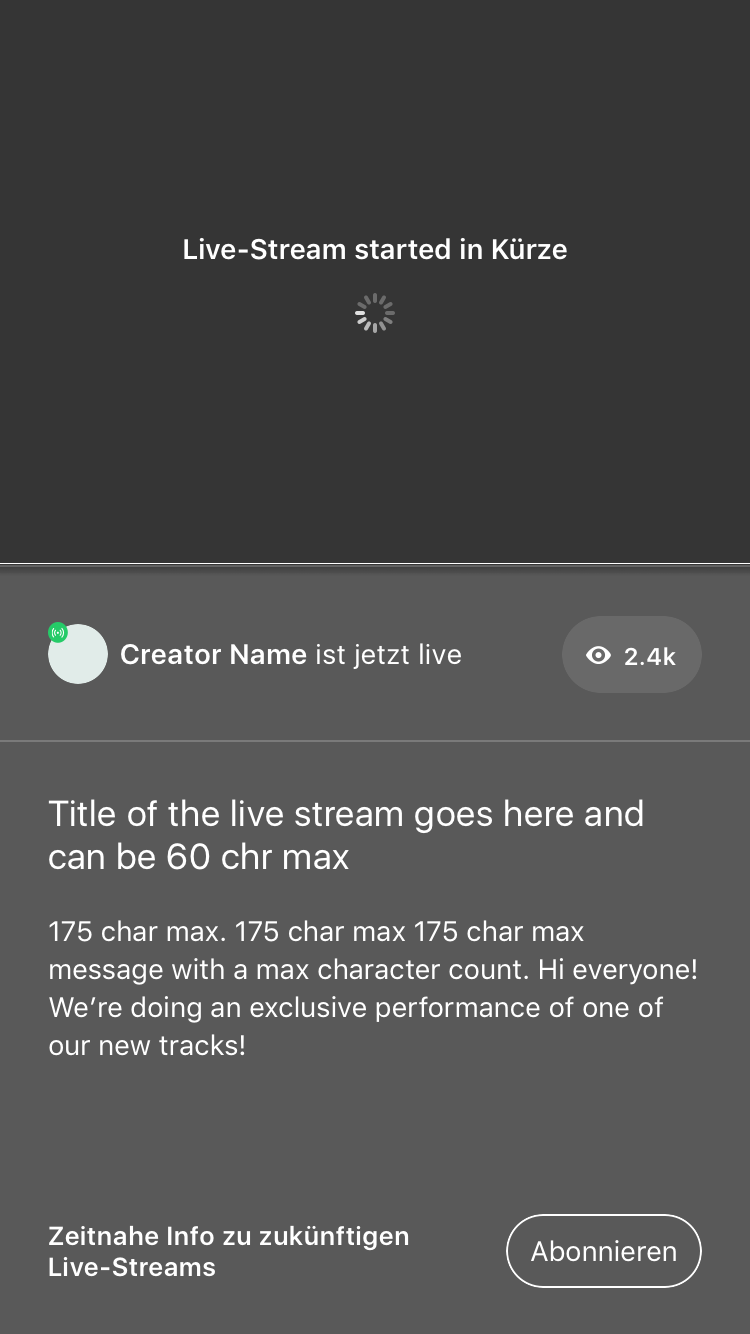 Live-Stream started in Kürze
Creator Name ist jetzt live
2.4k
Title of the live stream goes here and
can be 60 chr max
175 char max. 175 char max 175 char max
message with a max character count. Hi everyone!
We’re doing an exclusive performance of one of
our new tracks!
Zeitnahe Info zu zukünftigen
Live-Streams
Abonnieren